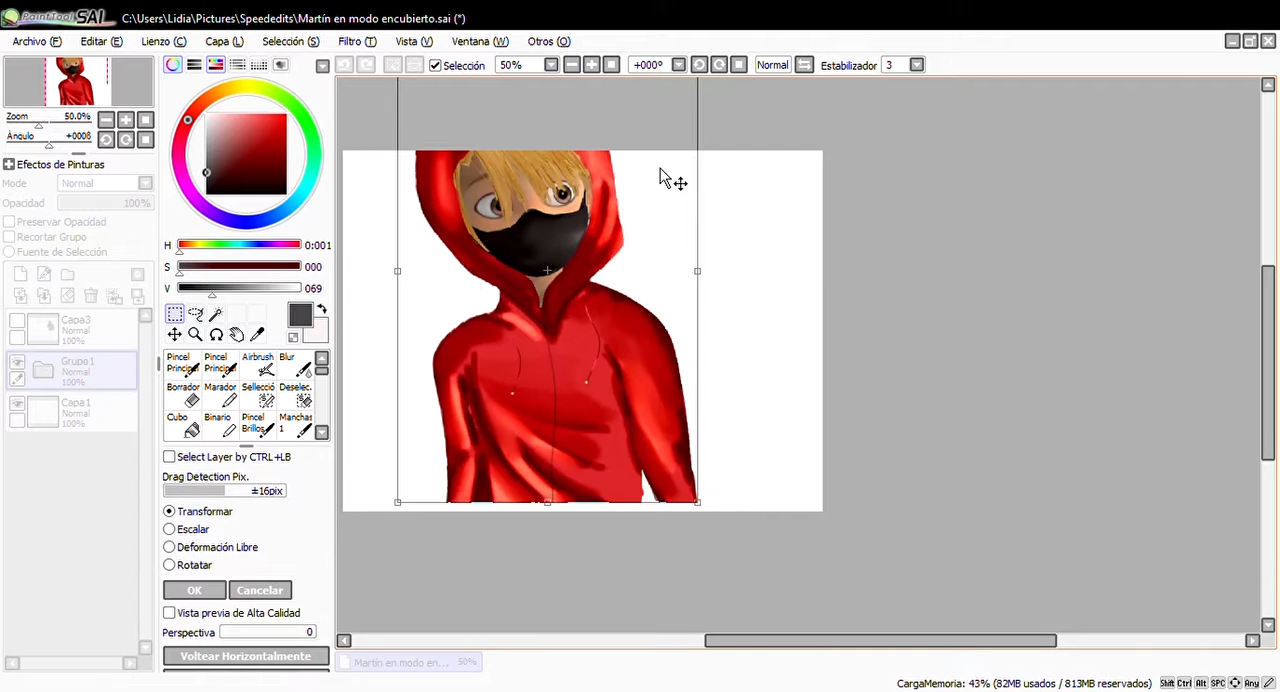 PaintTool SAI C:\Users\Lidia\Pictures\Speededits\Martín en modo encubierto.sai (*)
Archivo (F) Editar (E) Lienzo (C) Capa (L) Selección (S) Filtro (T) Vista (V) Ventana (W) Otros (O)
Selección 50% +000º Normal Estabilizador 3
Zoom 50.0%
Ángulo +000ß
Efectos de Pinturas
Mode Normal
Opacidad 100%
Preservar Opacidad
Recortar Grupo
Fuente de Selección
Capa3
Normal
100%
Grupo1
Normal
100%
Capa1
Normal
100%
H 0:001
S 000
V 069
Pincel Principa Pincel Principa Airbrush Blur
Borrador Marador Sellecció Deselec.
Cubo Binario Pincel Brillos Manchas 1
Select Layer by CTRL+LB
Drag Detection Pix.
±16pix
Transformar
Escalar
Deformación Libre
Rotatar
OK Cancelar
Vista previa de Alta Calidad
Perspectiva 0
Voltear Horizontalmente
Martín en modo en... 50%
CargaMemoria: 43% (82MB usados / 813MB reservados) Shift Ctrl Alt SPC Any